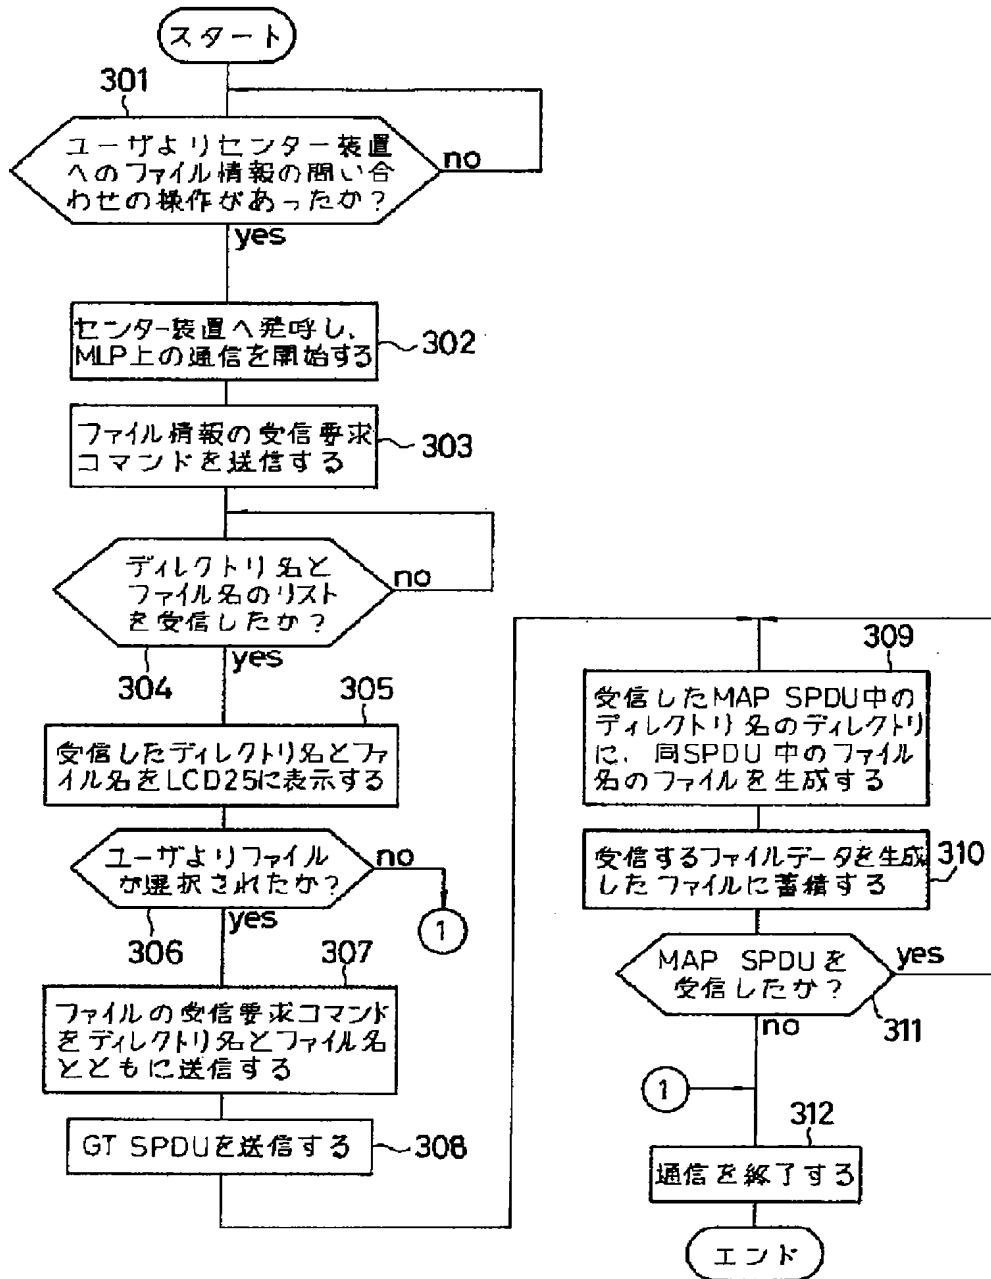 スタート
301
ユーザよりセンター装置
へのファイル情報の問い合
わせの操作があったか？
no
yes
センター装置へ発呼し、
MLP上の通信を開始する
302
ファイル情報の受信要求
コマンドを送信する
303
ディレクトリ名と
ファイル名のリスト
を受信したか？
no
yes
304
305
受信したディレクトリ名とフ
ァイル名をLCD25に表示する
ユーザよりファイル
が選択されたか？
no
1
yes
306
307
ファイルの受信要求コマンド
をディレクトリ名とファイル名
とともに送信する
GT SPDUを送信する
308
309
受信したMAP SPDU中の
ディレクトリ名のディレクトリ
に、同SPDU中のファイル
名のファイルを生成する
受信するファイルデータを生成
したファイルに蓄積する
310
MAP SPDUを
受信したか？
yes
311
no
1
312
通信を終了する
エンド